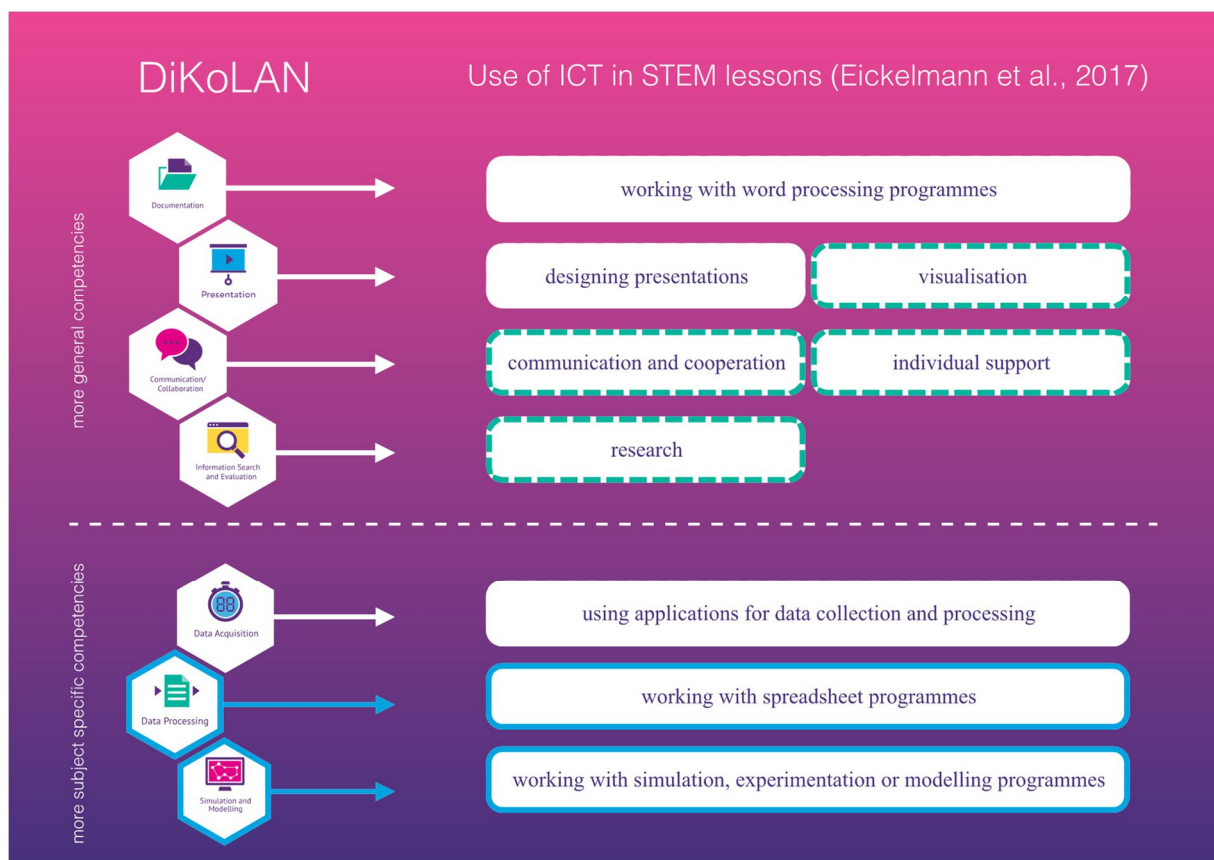 DiKoLAN
Use of ICT in STEM lessons (Eickelmann et al., 2017)
more general competencies
Documentation
working with word processing programmes
Presentation
designing presentations
visualisation
Communication/
Collaboration
communication and cooperation
individual support
Information Search
and Evaluation
research
more subject specific competencies
88
Data Acquisition
using applications for data collection and processing
Data Processing
working with spreadsheet programmes
Simulation and
Modelling
working with simulation, experimentation or modelling programmes